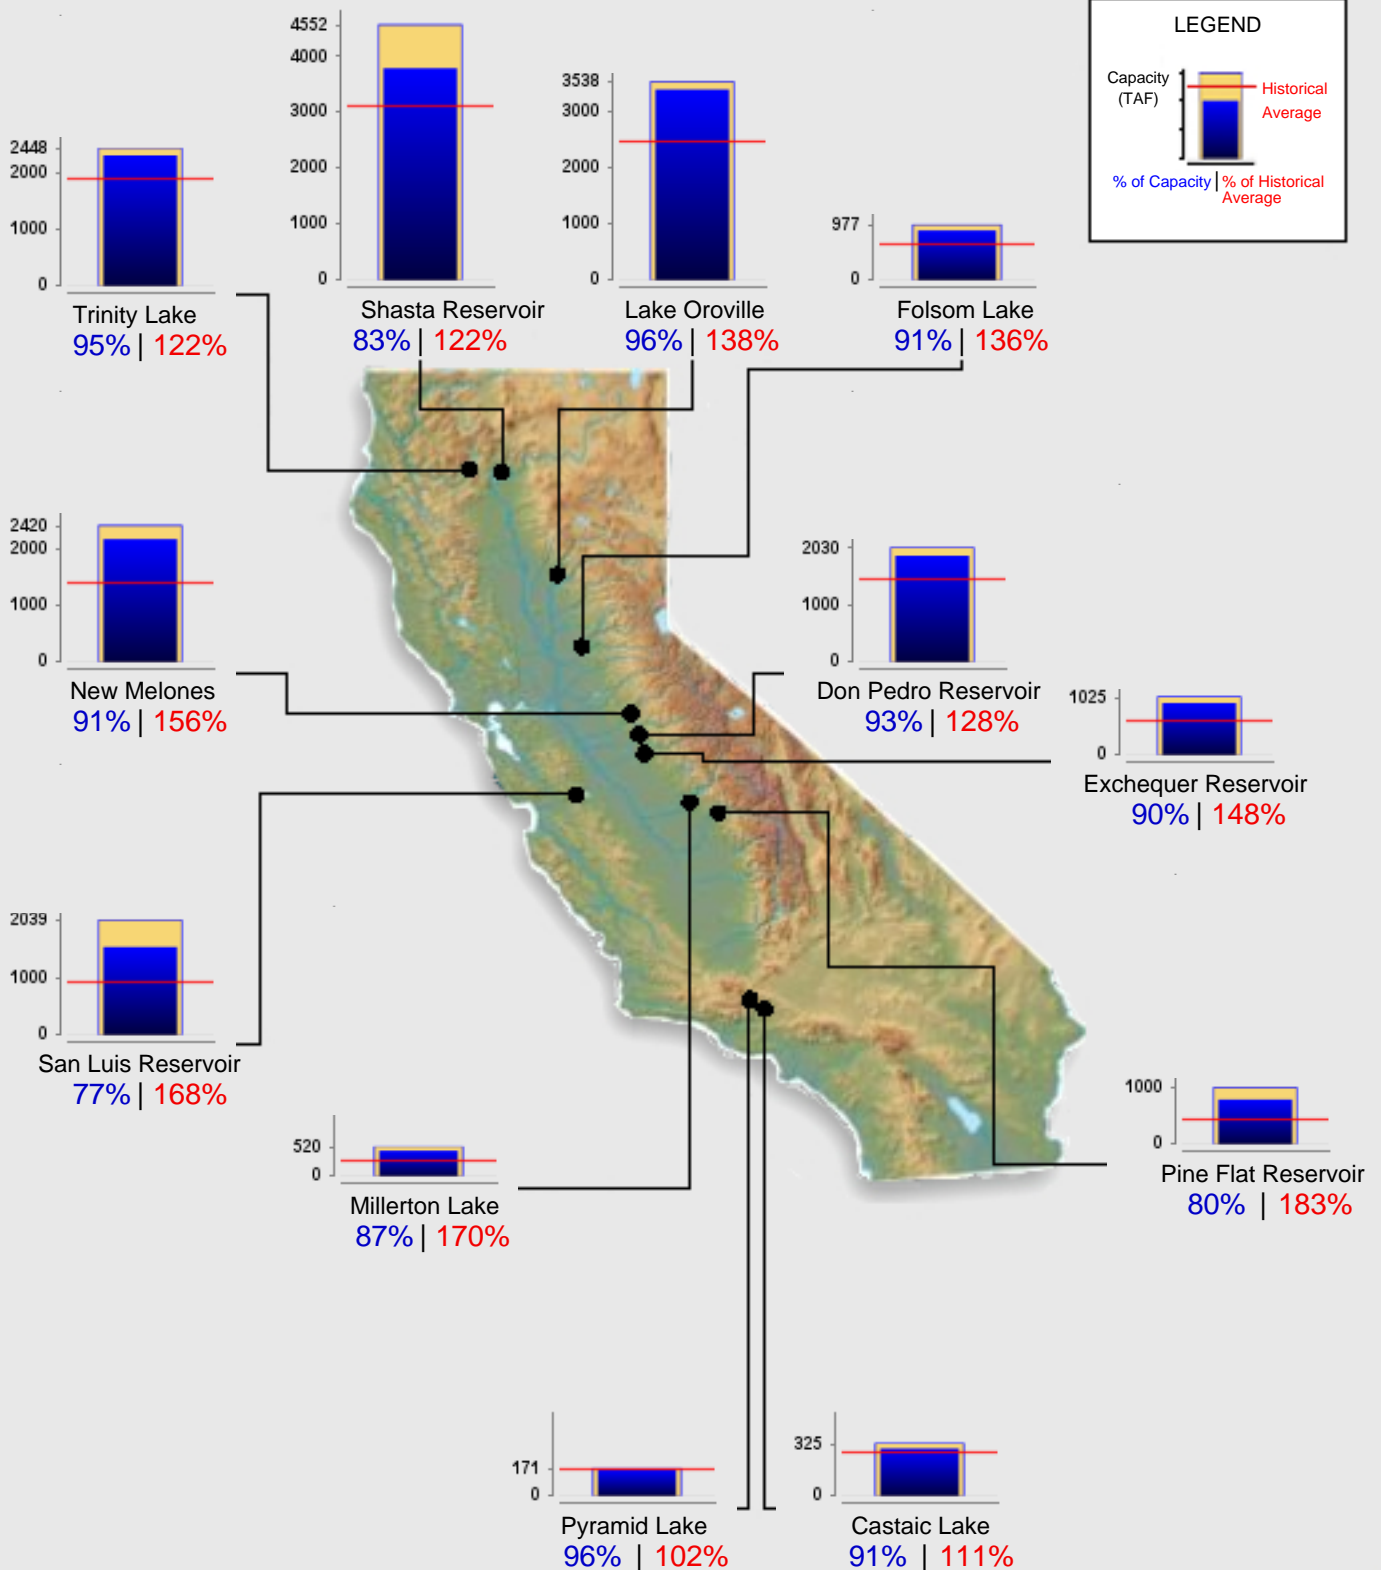 LEGEND
Capacity
(TAF)
Historical
Average
% of Capacity | % of Historical
Average
4552
4000
3000
2000
1000
0
Shasta Reservoir
83% | 122%
3538
3000
2000
1000
0
Lake Oroville
96% | 138%
2448
2000
1000
0
Trinity Lake
95% | 122%
977
0
Folsom Lake
91% | 136%
2420
2000
1000
0
New Melones
91% | 156%
2030
1000
0
Don Pedro Reservoir
93% | 128%
1025
0
Exchequer Reservoir
90% | 148%
2039
1000
0
San Luis Reservoir
77% | 168%
520
0
Millerton Lake
87% | 170%
1000
0
Pine Flat Reservoir
80% | 183%
171
0
Pyramid Lake
96% | 102%
325
0
Castaic Lake
91% | 111%